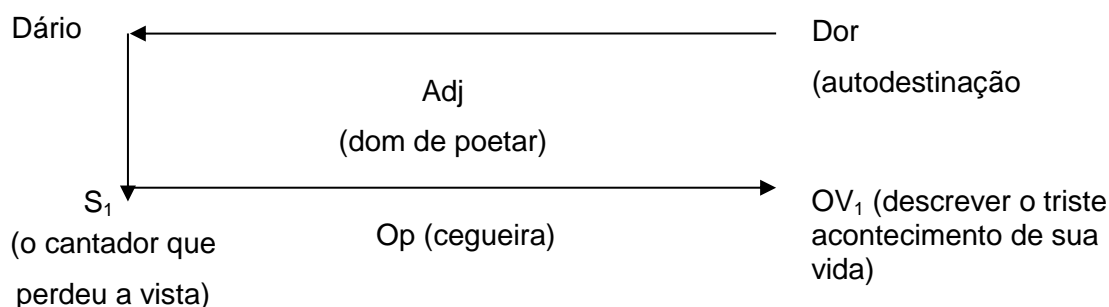 Dário
Dor
(autodestinação
Adj
(dom de poetar)
S₁
(o cantador que
perdeu a vista)
Op (cegueira)
OV₁ (descrever o triste
acontecimento de sua
vida)